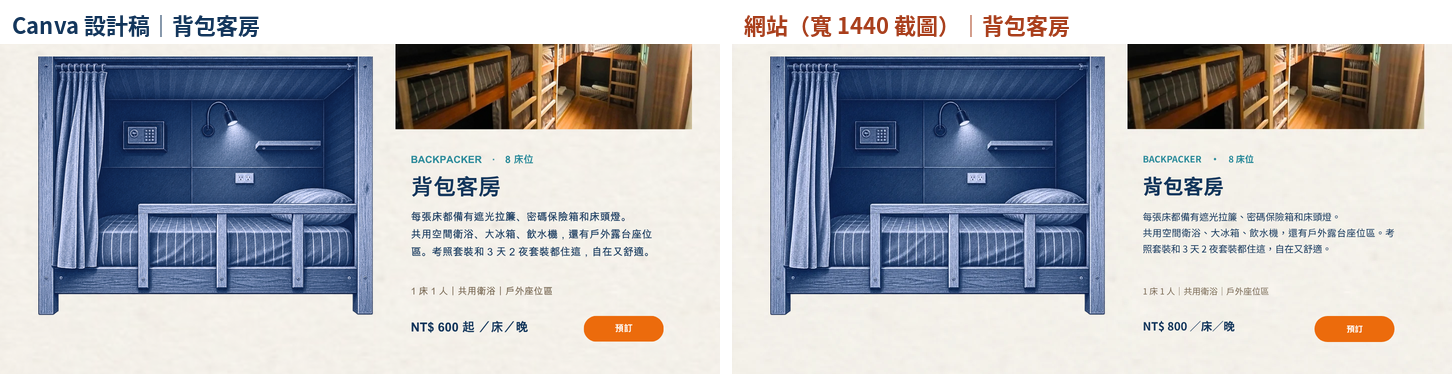 Canva 設計稿｜背包客房
BACKPACKER · 8 床位
背包客房
每張床都備有遮光拉簾、密碼保險箱和床頭燈。
共用空間衛浴、大冰箱、飲水機，還有戶外露台座位
區。考照套裝和 3 天 2 夜套裝都住這，自在又舒適。
1 床 1 人｜共用衛浴｜戶外座位區
NT$ 600 起 ／床／晚
預訂
網站（寬 1440 截圖）｜背包客房
BACKPACKER · 8 床位
背包客房
每張床都備有遮光拉簾、密碼保險箱和床頭燈。
共用空間衛浴、大冰箱、飲水機，還有戶外露台座位區。考
照套裝和 3 天 2 夜套裝都住這，自在又舒適。
1 床 1 人｜共用衛浴｜戶外座位區
NT$ 800 ／床／晚
預訂